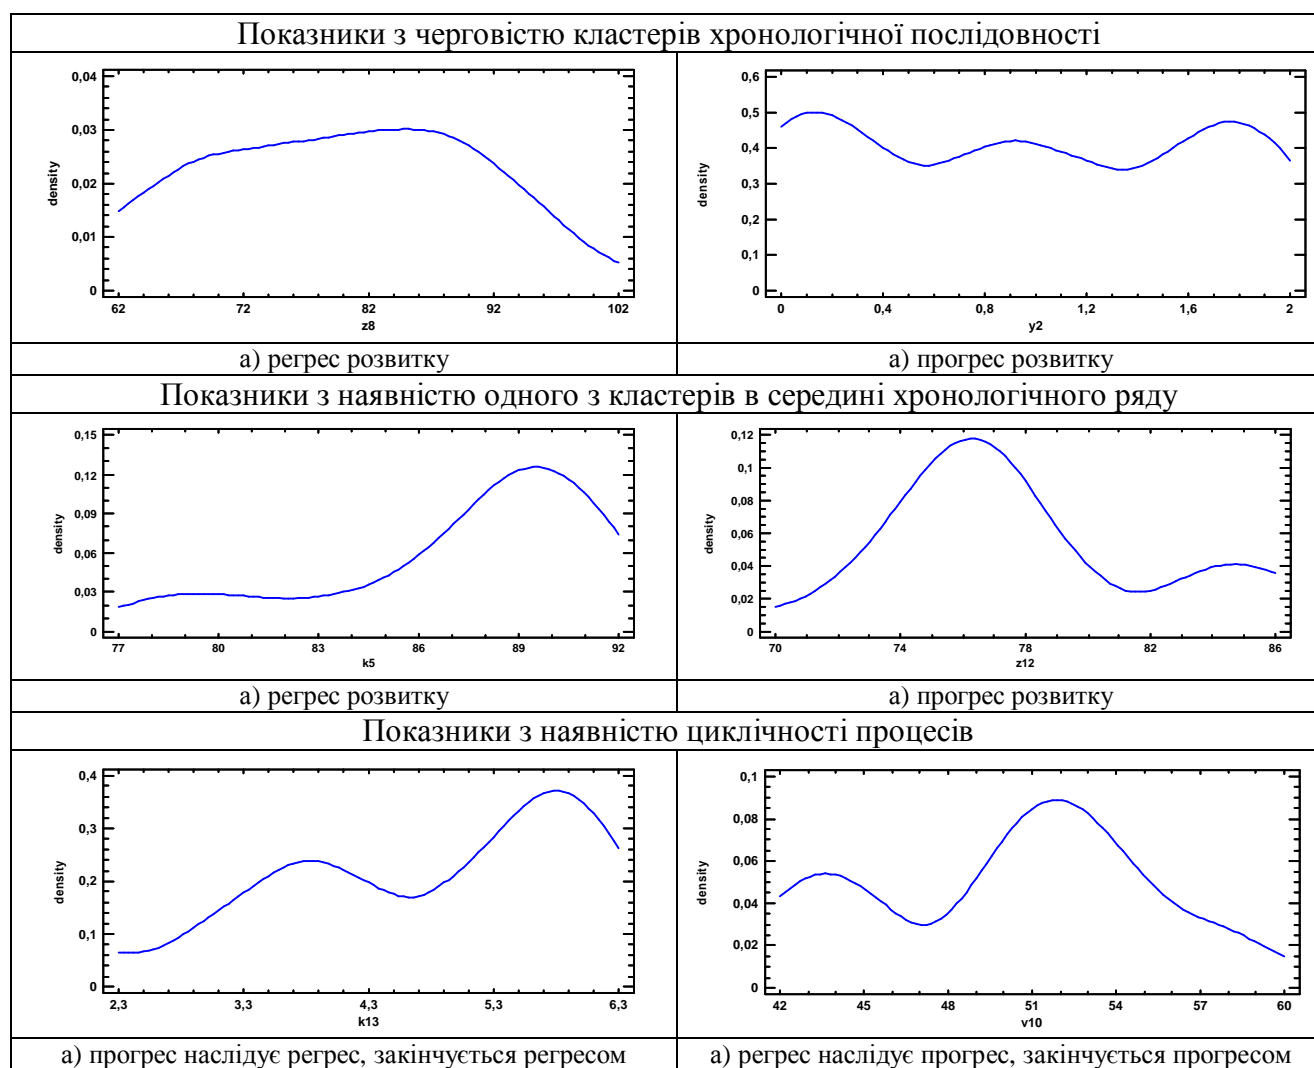 Показники з черговістю кластерів хронологічної послідовності
0,04
0,03
0,02
0,01
0
density
62 72 82 92 102
z8
0,6
0,5
0,4
0,3
0,2
0,1
0
density
0 0,4 0,8 1,2 1,6 2
y2
а) регрес розвитку
а) прогрес розвитку
Показники з наявністю одного з кластерів в середині хронологічного ряду
0,15
0,12
0,09
0,06
0,03
0
density
77 80 83 86 89 92
k5
0,12
0,1
0,08
0,06
0,04
0,02
0
density
70 74 78 82 86
z12
а) регрес розвитку
а) прогрес розвитку
Показники з наявністю циклічності процесів
0,4
0,3
0,2
0,1
0
density
2,3 3,3 4,3 5,3 6,3
k13
0,1
0,08
0,06
0,04
0,02
0
density
42 45 48 51 54 57 60
v10
а) прогрес наслідує регрес, закінчується регресом
а) регрес наслідує прогрес, закінчується прогресом